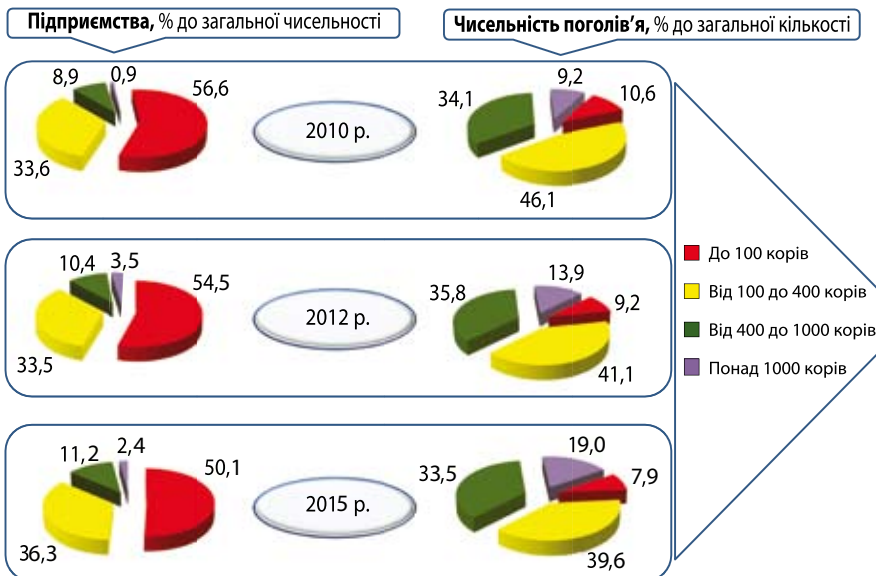 Підприємства, % до загальної чисельності
Чисельність поголів’я, % до загальної кількості
8,9
0,9
56,6
33,6
2010 р.
9,2
10,6
34,1
46,1
10,4
3,5
54,5
33,5
2012 р.
13,9
9,2
35,8
41,1
11,2
2,4
50,1
36,3
2015 р.
19,0
7,9
33,5
39,6
До 100 корів
Від 100 до 400 корів
Від 400 до 1000 корів
Понад 1000 корів